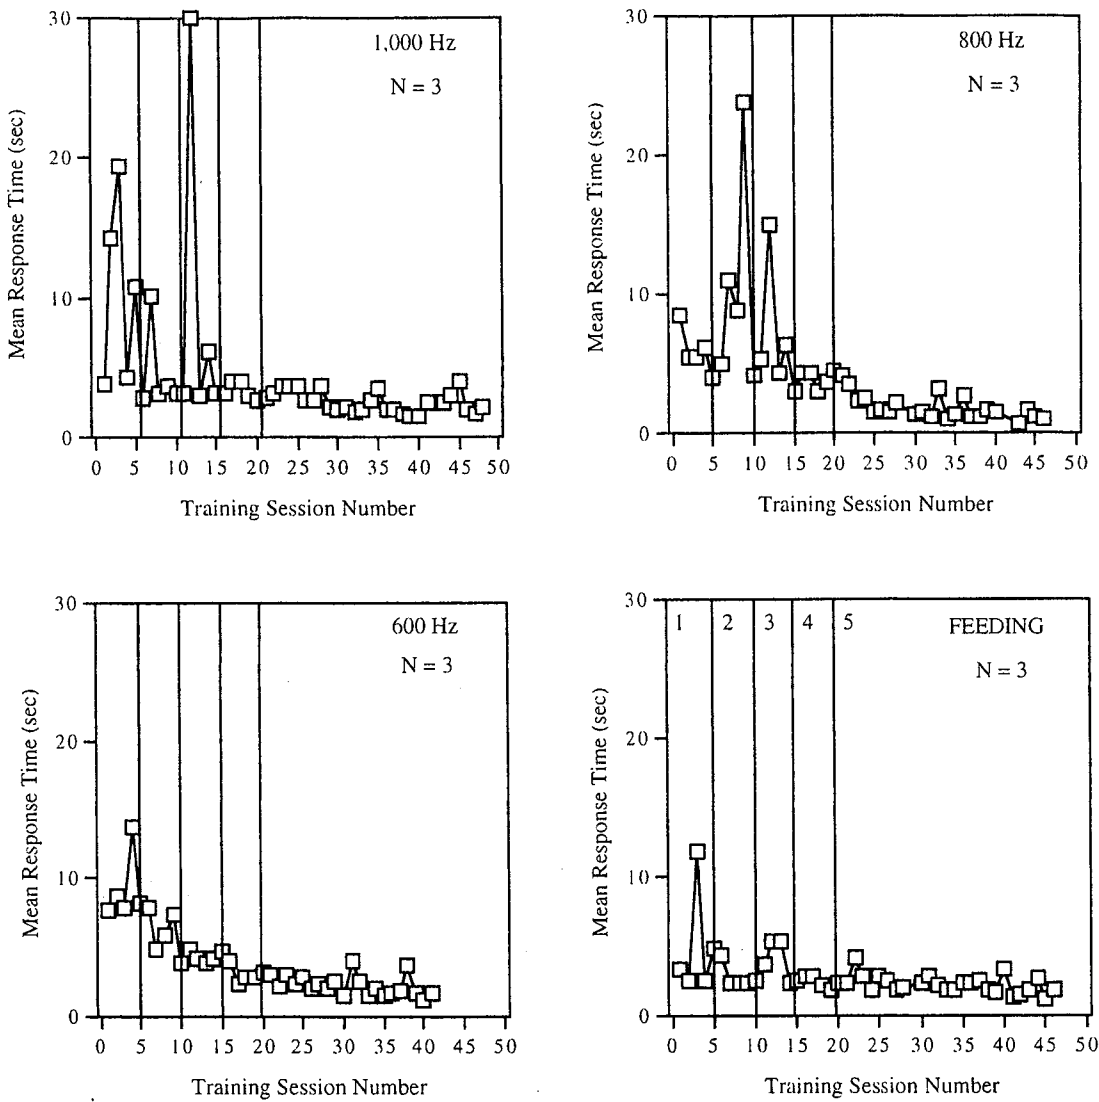 30
20
10
0
Mean Response Time (sec)
1,000 Hz
N = 3
0 5 10 15 20 25 30 35 40 45 50
Training Session Number
30
20
10
0
Mean Response Time (sec)
800 Hz
N = 3
0 5 10 15 20 25 30 35 40 45 50
Training Session Number
30
20
10
0
Mean Response Time (sec)
600 Hz
N = 3
0 5 10 15 20 25 30 35 40 45 50
Training Session Number
30
20
10
0
Mean Response Time (sec)
1 2 3 4 5 FEEDING
N = 3
0 5 10 15 20 25 30 35 40 45 50
Training Session Number